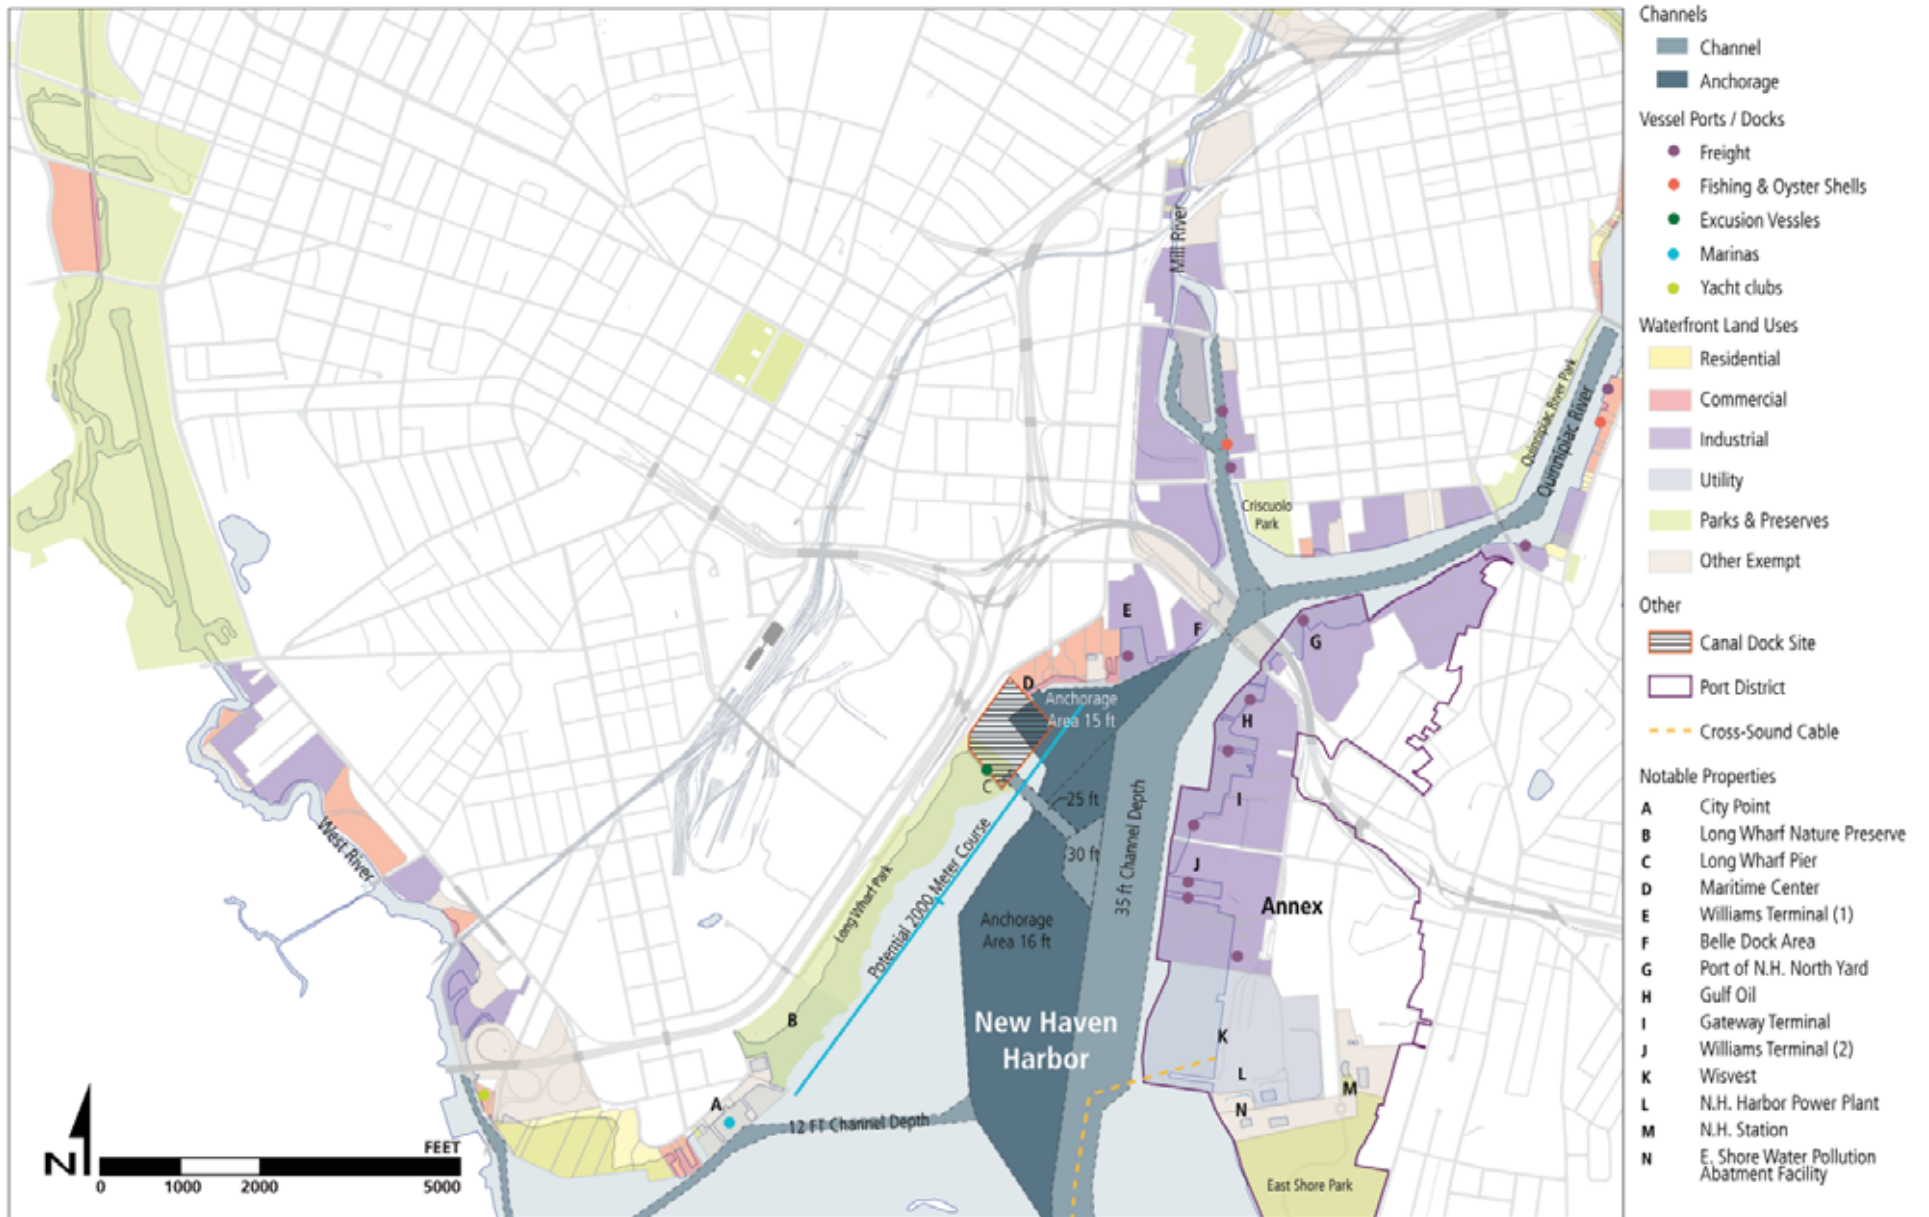 Mill River
Quinnipiac River Park
Quinnipiac River
Criscuolo
Park
E
F
G
D
Anchorage
Area 15 ft
H
C
25 ft
I
30 ft
35 ft Channel Depth
J
Annex
West River
Long Wharf Park
Potential 2000 Meter Course
Anchorage
Area 16 ft
B
New Haven
Harbor
K
L
M
N
A
12 FT Channel Depth
East Shore Park
N
FEET
0 1000 2000 5000
Channels
Channel
Anchorage
Vessel Ports / Docks
Freight
Fishing & Oyster Shells
Excusion Vessles
Marinas
Yacht clubs
Waterfront Land Uses
Residential
Commercial
Industrial
Utility
Parks & Preserves
Other Exempt
Other
Canal Dock Site
Port District
Cross-Sound Cable
Notable Properties
A City Point
B Long Wharf Nature Preserve
C Long Wharf Pier
D Maritime Center
E Williams Terminal (1)
F Belle Dock Area
G Port of N.H. North Yard
H Gulf Oil
I Gateway Terminal
J Williams Terminal (2)
K Wisvest
L N.H. Harbor Power Plant
M N.H. Station
N E. Shore Water Pollution
Abatment Facility